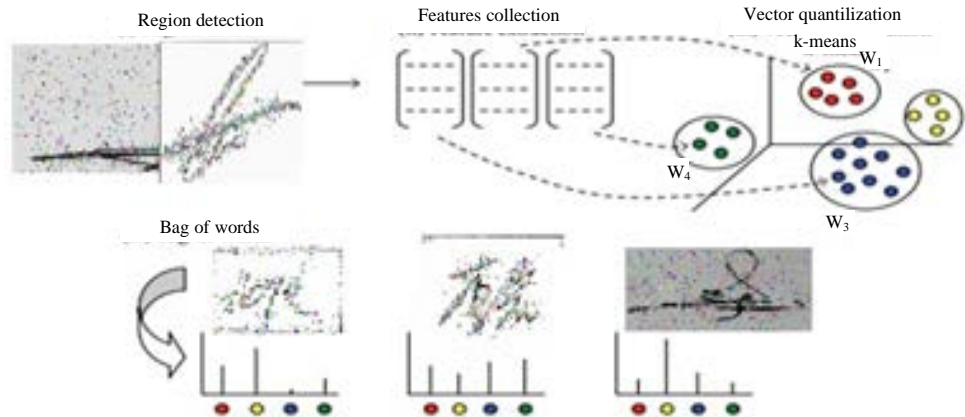 Region detection
Features collection
Vector quantilization
k-means
W₁
W₄
W₃
Bag of words